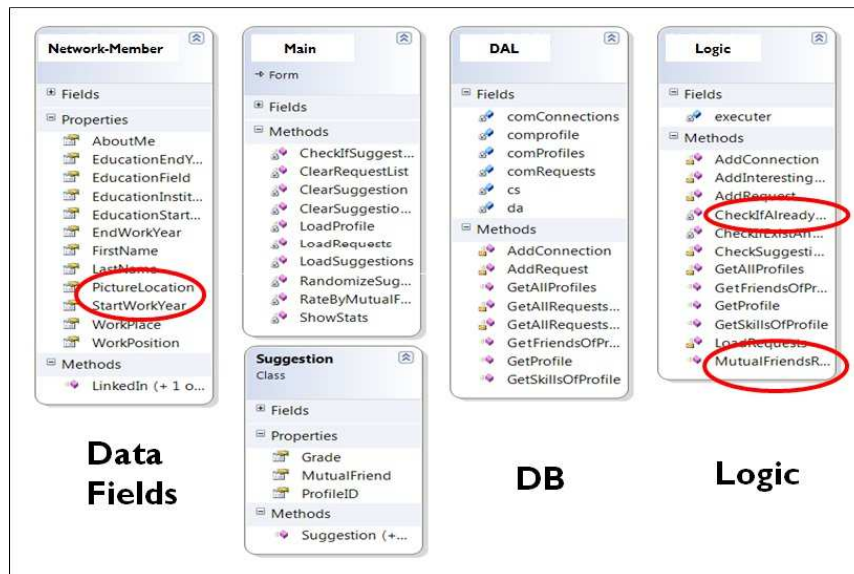 Network-Member
Fields
Properties
AboutMe
EducationEndY...
EducationField
EducationInstit...
EducationStart...
EndWorkYear
FirstName
LastName
PictureLocation
StartWorkYear
WorkPlace
WorkPosition
Methods
LinkedIn (+ 1 o...
Data
Fields
Main
Form
Fields
Methods
CheckIfSuggest...
ClearRequestList
ClearSuggestion
ClearSuggestio...
LoadProfile
LoadRequests
LoadSuggestions
RandomizeSug...
RateByMutualF...
ShowStats
Suggestion
Class
Fields
Properties
Grade
MutualFriend
ProfileID
Methods
Suggestion (+...
DAL
Fields
comConnections
comprofile
comProfiles
comRequests
cs
da
Methods
AddConnection
AddRequest
GetAllProfiles
GetAllRequests...
GetAllRequests...
GetFriendsOfPr...
GetProfile
GetSkillsOfProfile
DB
Logic
Fields
executer
Methods
AddConnection
AddInteresting...
AddRequest
CheckIfAlready...
CheckIfExistAn...
CheckSuggesti...
GetAllProfiles
GetFriendsOfPr...
GetProfile
GetSkillsOfProfile
LoadRequests
MutualFriendsR...
Logic